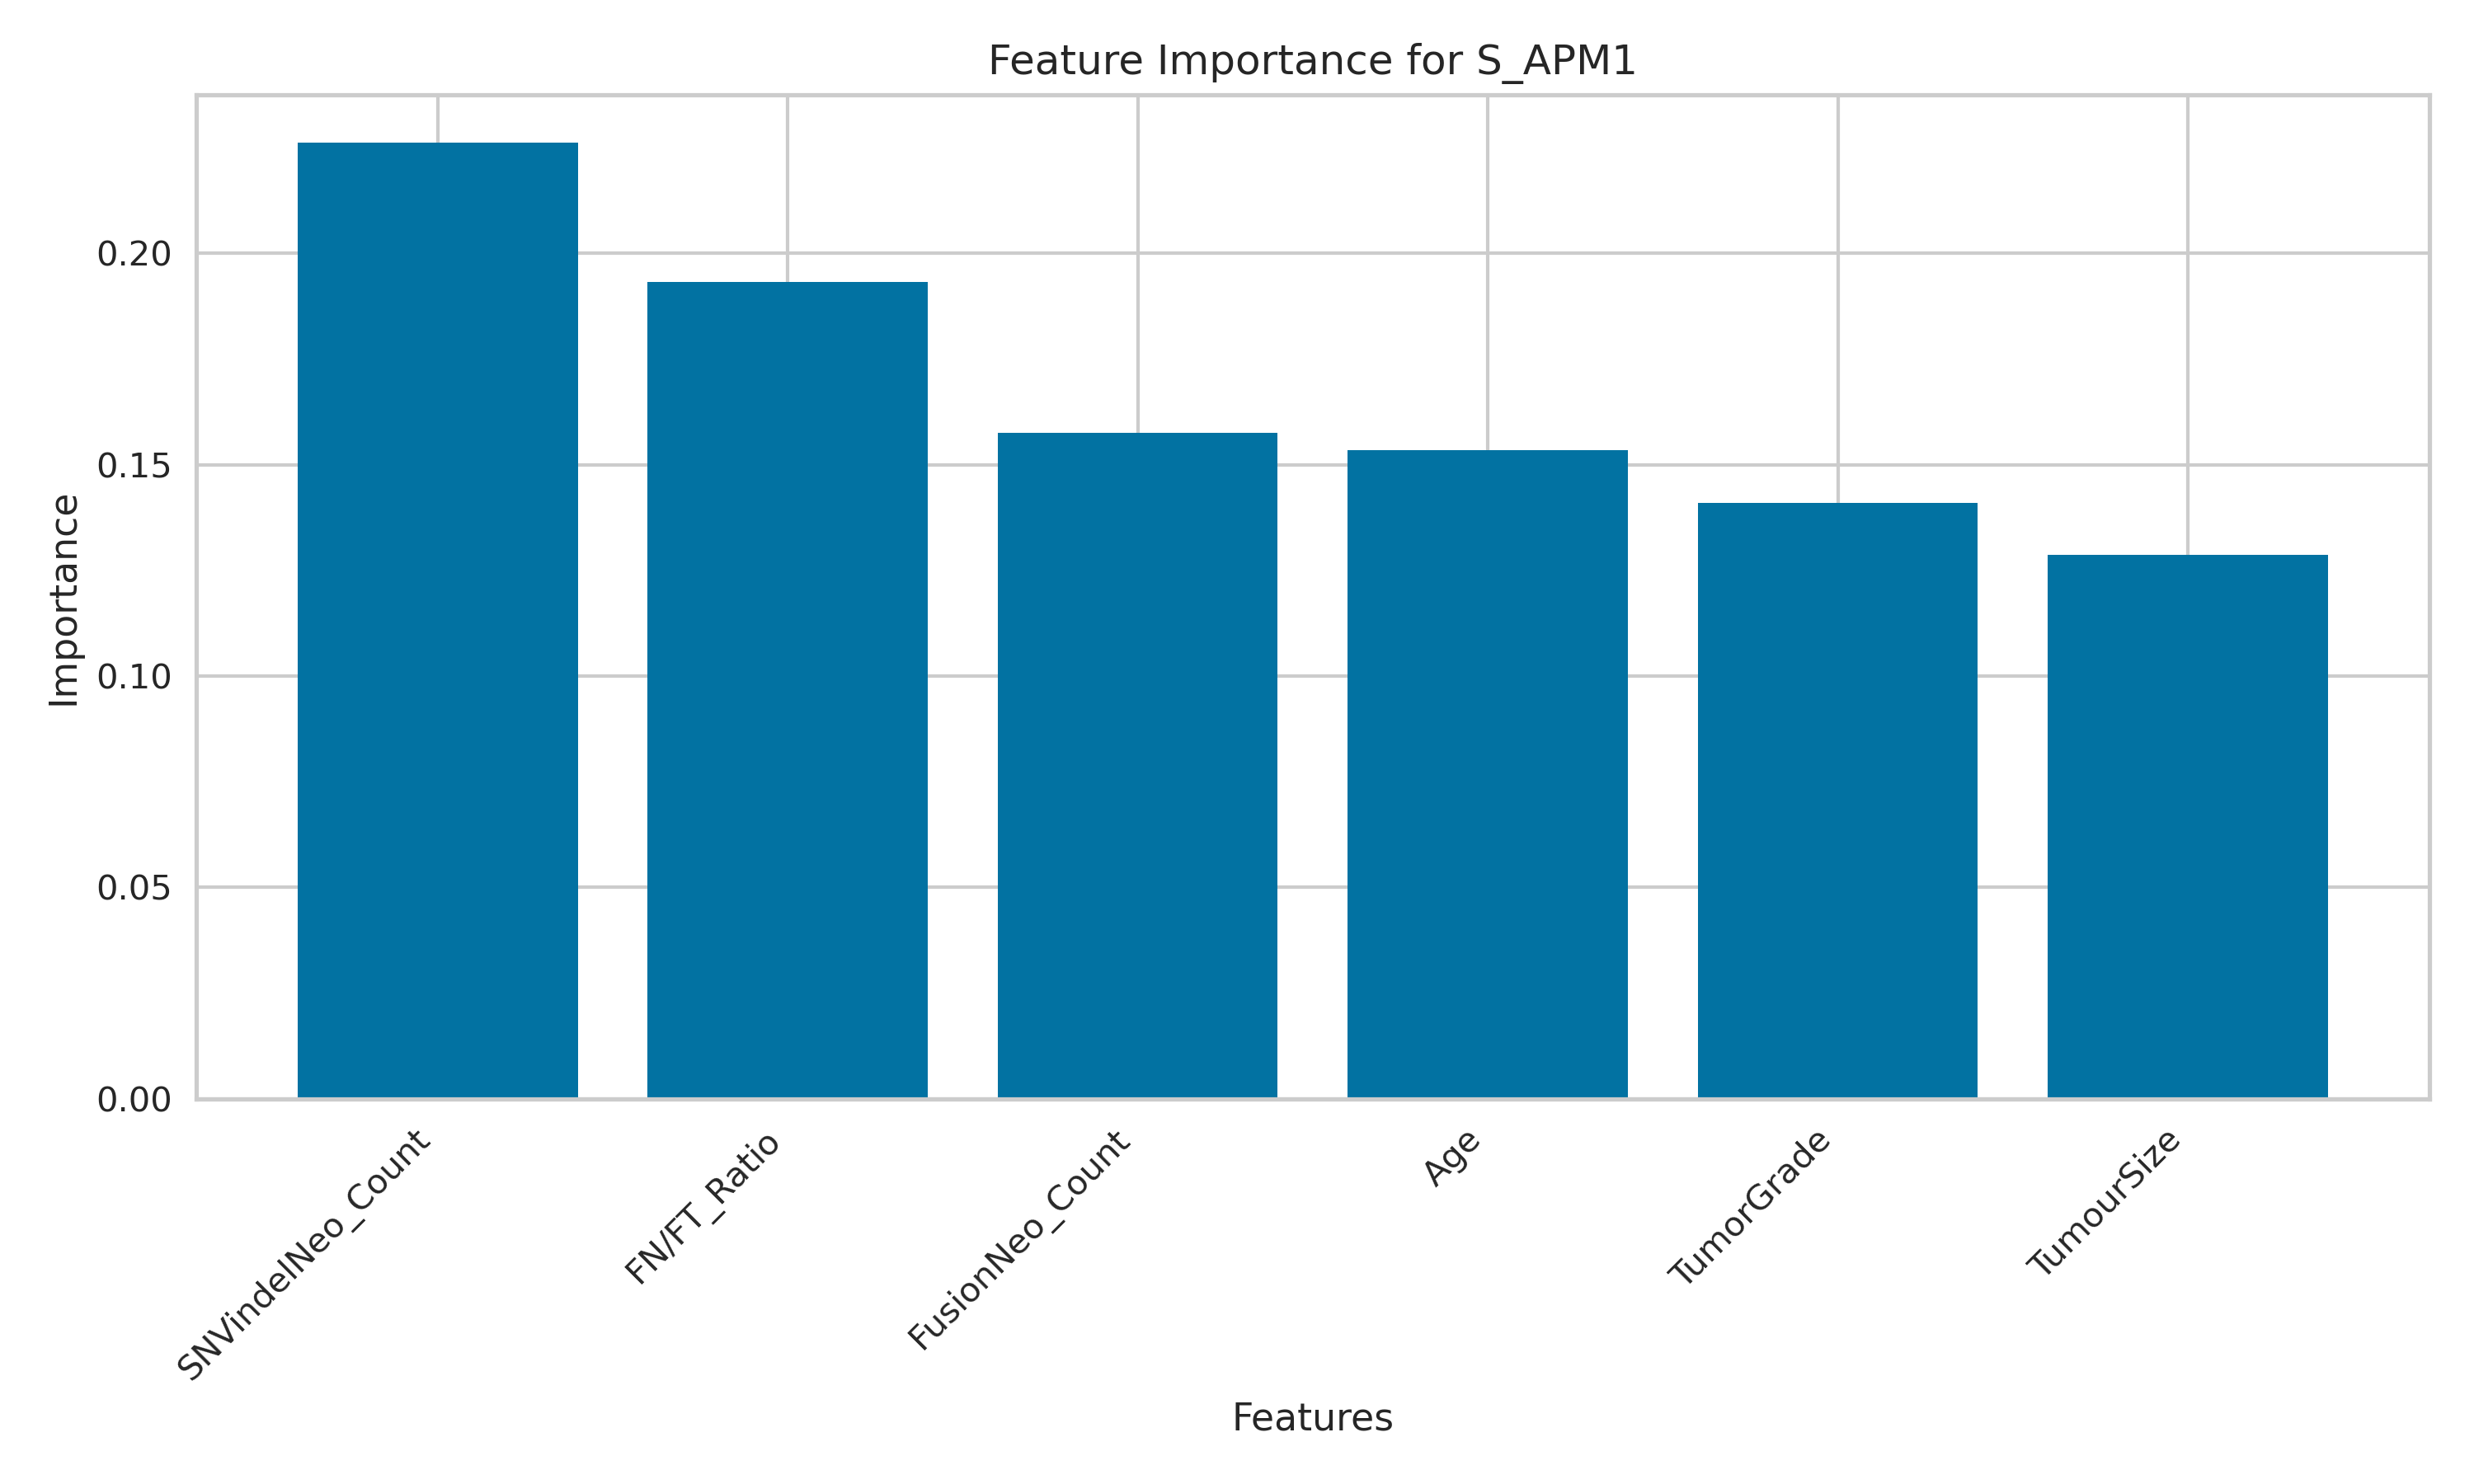 Feature Importance for S_APM1
Importance
0.20
0.15
0.10
0.05
0.00
SNVindelNeo_Count
FN/FT_Ratio
FusionNeo_Count
Age
TumorGrade
TumourSize
Features